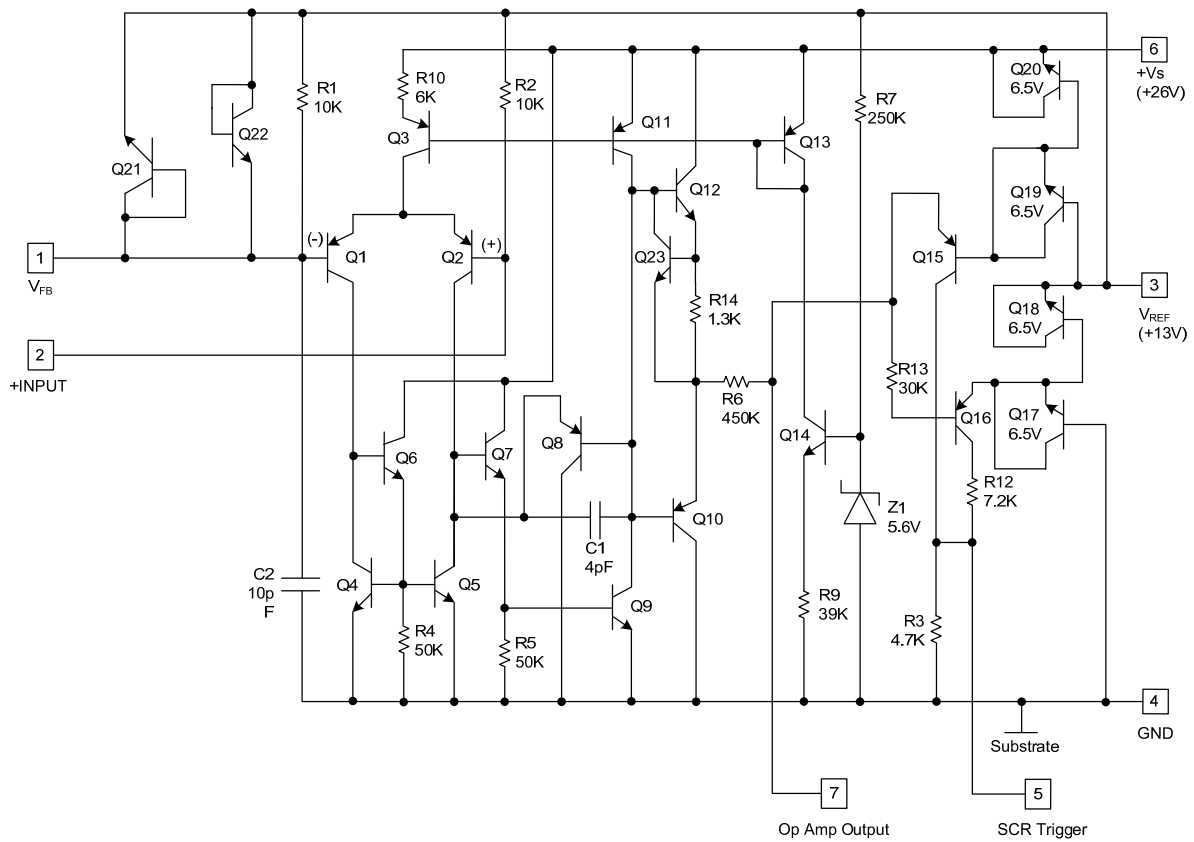 R10
6K
R2
10K
Q20
6.5V
6
+Vs
(+26V)
R1
10K
R7
250K
Q22
Q3
Q11
Q13
Q21
Q12
Q19
6.5V
(-)
(+)
1
VFB
Q1
Q2
Q23
Q15
3
VREF
(+13V)
R14
1.3K
Q18
6.5V
2
+INPUT
R6
450K
R13
30K
Q16
Q17
6.5V
Q6
Q7
Q8
Q14
R12
7.2K
Z1
5.6V
Q10
C1
4pF
C2
10p
F
Q4
Q5
Q9
R9
39K
R4
50K
R5
50K
R3
4.7K
4
GND
Substrate
7
Op Amp Output
5
SCR Trigger